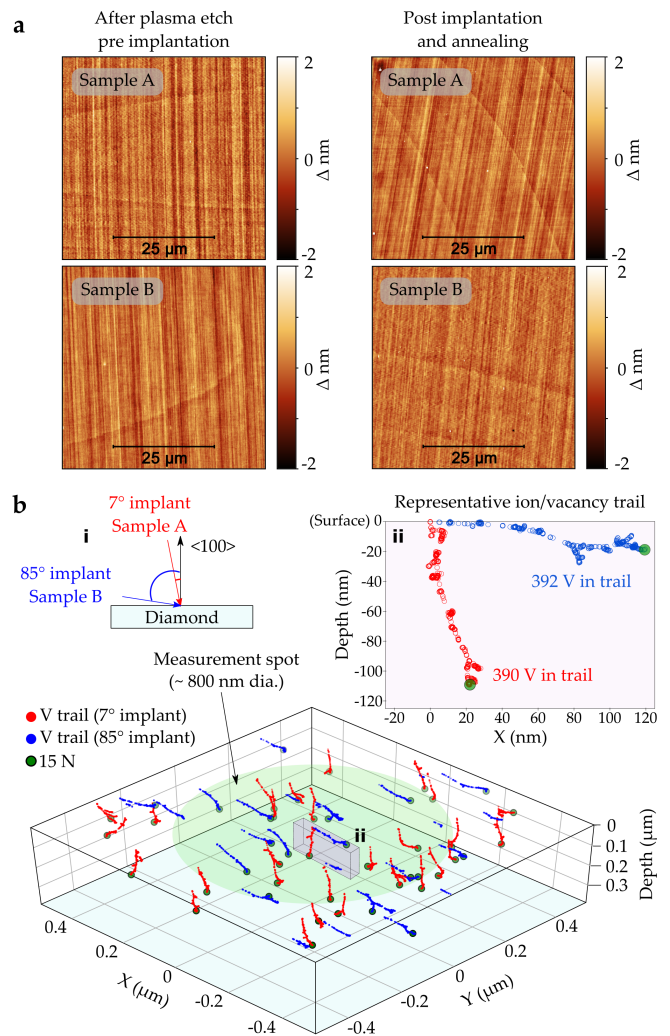 a
After plasma etch
pre implantation
Post implantation
and annealing
Sample A
25 µm
2
0
-2
Δ nm
Sample A
25 µm
2
0
-2
Δ nm
Sample B
25 µm
2
0
-2
Δ nm
Sample B
25 µm
2
0
-2
Δ nm
b
i
7° implant
Sample A
<100>
85° implant
Sample B
Diamond
Representative ion/vacancy trail
ii
(Surface) 0
-20
-40
-60
-80
-100
-120
Depth (nm)
392 V in trail
390 V in trail
-20 0 20 40 60 80 100 120
X (nm)
Measurement spot
(~ 800 nm dia.)
V trail (7° implant)
V trail (85° implant)
15 N
ii
0
0.1
0.2
0.3
Depth (µm)
0.4
0.2
0
-0.2
-0.4
X (µm)
-0.4
-0.2
0
0.2
0.4
Y (µm)